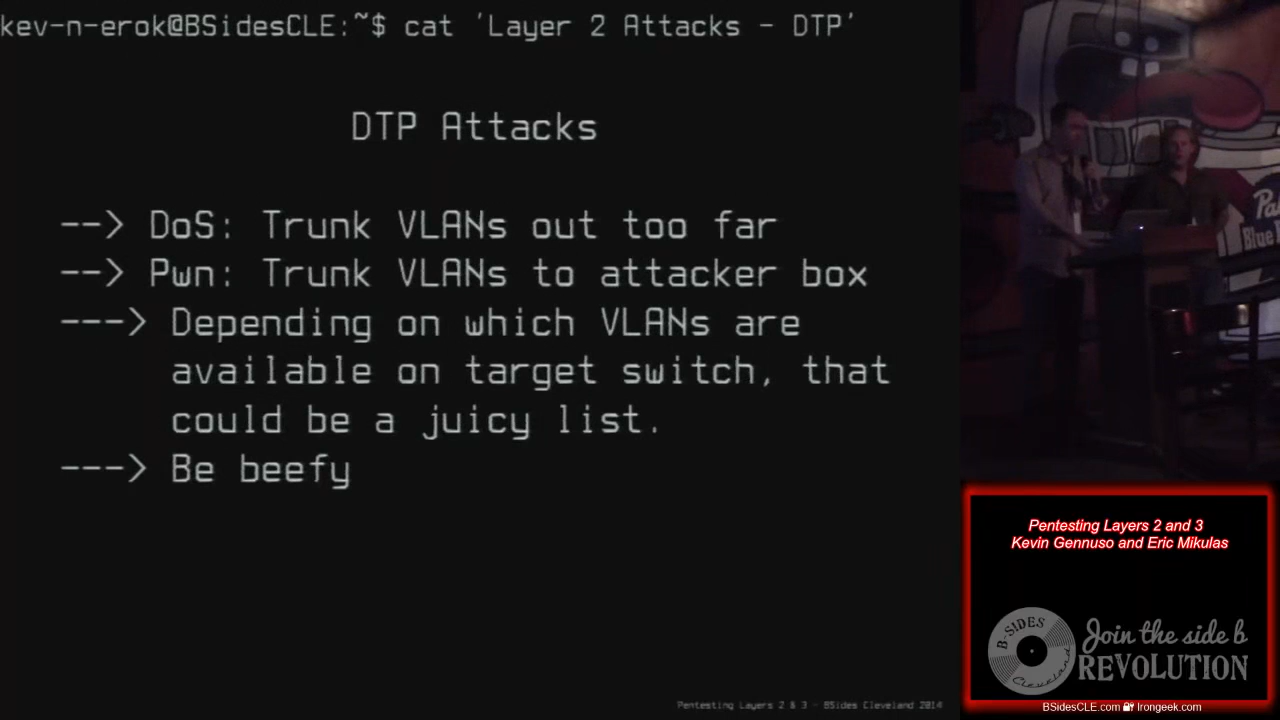 kev-n-erok@BSidesCLE:~$ cat 'Layer 2 Attacks - DTP'
DTP Attacks
--> DoS: Trunk VLANs out too far
--> Pwn: Trunk VLANs to attacker box
---> Depending on which VLANs are
available on target switch, that
could be a juicy list.
---> Be beefy
Pentesting Layers 2 & 3 - BSides Cleveland 2014
Blue
Pentesting Layers 2 and 3
Kevin Gennuso and Eric Mikulas
B-SIDES
Cleveland
Join the side b
REVOLUTION
BSidesCLE.com Irongeek.com